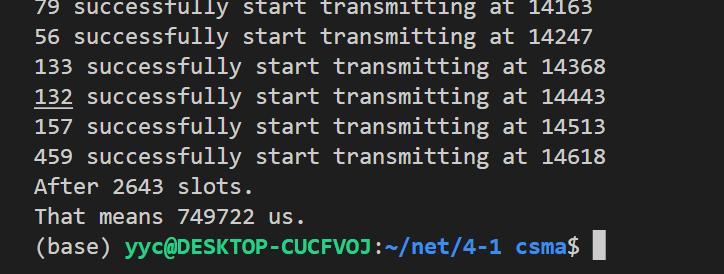 79 successfully start transmitting at 14163
56 successfully start transmitting at 14247
133 successfully start transmitting at 14368
132 successfully start transmitting at 14443
157 successfully start transmitting at 14513
459 successfully start transmitting at 14618
After 2643 slots.
That means 749722 us.
(base) yyc@DESKTOP-CUCFVOJ:~/net/4-1 csma$